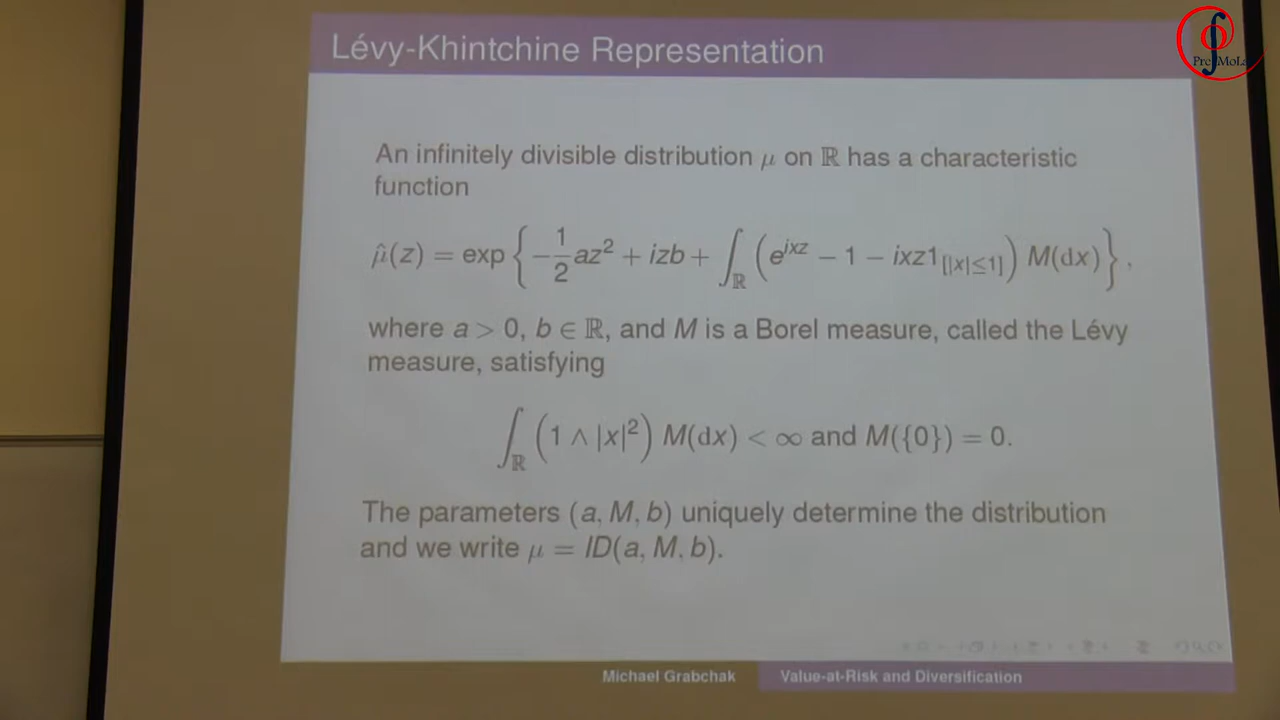 Lévy-Khintchine Representation
An infinitely divisible distribution μ on ℝ has a characteristic
function
μ̂(z) = exp{−½az² + izb + ∫_ℝ (e^{ixz} − 1 − ixz1_{[|x|≤1]}) M(dx)},
where a > 0, b ∈ ℝ, and M is a Borel measure, called the Lévy
measure, satisfying
∫_ℝ (1 ∧ |x|²) M(dx) < ∞ and M({0}) = 0.
The parameters (a, M, b) uniquely determine the distribution
and we write μ = ID(a, M, b).
Michael Grabchak
Value-at-Risk and Diversification